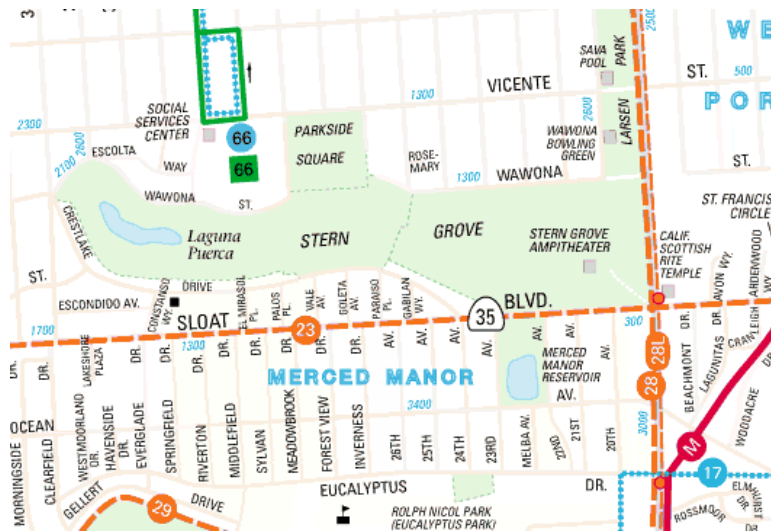 3
2500
WE
SAVA
POOL
PARK
VICENTE
ST.
500
1300
2600
POR
SOCIAL
SERVICES
CENTER
66
PARKSIDE
SQUARE
LARSEN
2300
66
WAWONA
BOWLING
GREEN
ESCOLTA
WAY
2100
2600
ROSE-
MARY
1300
WAWONA
ST.
WAWONA
ST.
ST. FRANCIS
CIRCLE
CRESTLAKE
Laguna
Puerca
STERN
GROVE
STERN GROVE
AMPITHEATER
CALIF.
SCOTTISH
RITE
TEMPLE
ST.
DRIVE
ESCONDIDO AV.
CONSTANSO
WY.
EL MIRASOL
PL.
PALOS
PL.
VALE
AV.
GOLETA
AV.
PARAISO
PL.
GABILAN
WY.
AVON WY.
ARDENWOOD
WY.
SLOAT
23
35
BLVD.
300
1700
1300
DR.
LAGUNITAS
DR.
CRANLEIGH
DR.
BEACHMONT
DR.
LAKESHORE
PLAZA
DR.
DR.
DR.
DR.
DR.
DR.
DR.
DR.
DR.
DR.
AV.
AV.
AV.
AV.
AV.
AV.
AV.
28L
28
MERCED MANOR
MERCED
MANOR
RESERVOIR
AV.
3400
3000
OCEAN
MORNINGSIDE
CLEARFIELD
WESTMOORLAND
DR.
HAVENSIDE
DR.
EVERGLADE
SPRINGFIELD
RIVERTON
MIDDLEFIELD
SYLVAN
MEADOWBROOK
FOREST VIEW
INVERNESS
26TH
25TH
24TH
23RD
MELBA AV.
22ND
21ST
20TH
WOODACRE
DR.
M
17
GELLERT
DRIVE
29
EUCALYPTUS
DR.
ROLPH NICOL PARK
(EUCALYPTUS PARK)
ROSSMOOR
DR.